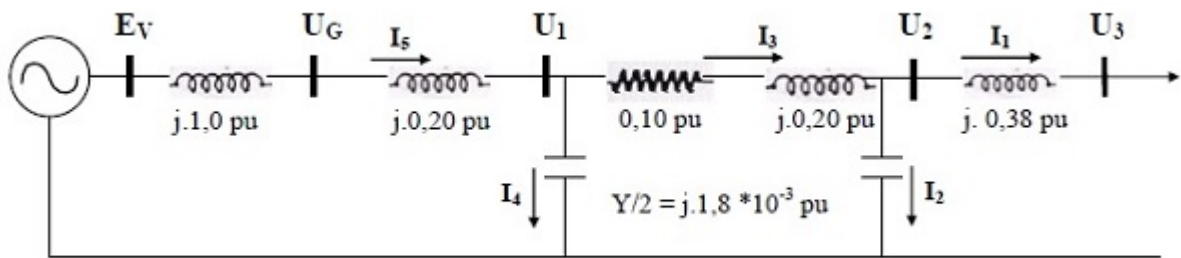 E_V U_G I_5 U_1 I_3 U_2 I_1 U_3
j.1,0 pu j.0,20 pu 0,10 pu j.0,20 pu j. 0,38 pu
I_4 Y/2 = j.1,8 *10^-3 pu I_2